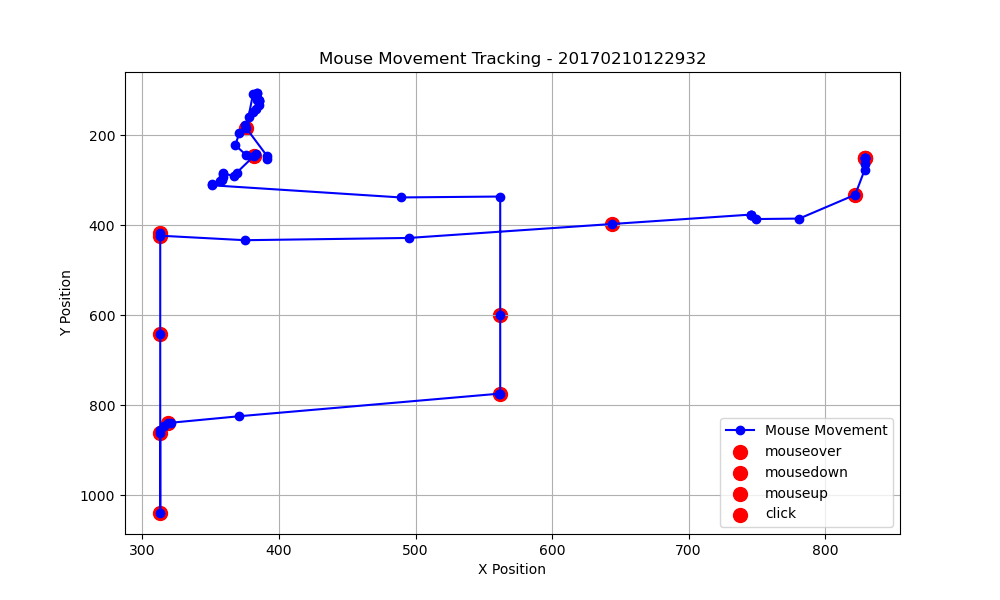 Mouse Movement Tracking - 20170210122932
200
400
600
800
1000
Y Position
300
400
500
600
700
800
X Position
Mouse Movement
mouseover
mousedown
mouseup
click